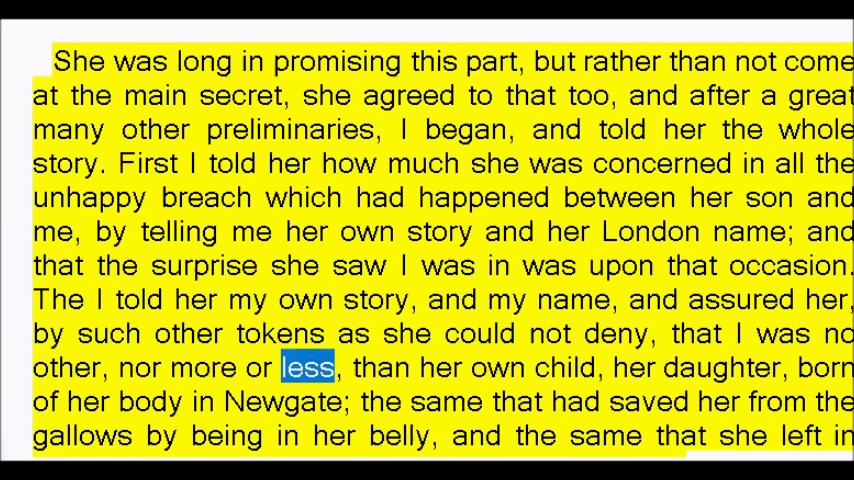 She was long in promising this part, but rather than not come
at the main secret, she agreed to that too, and after a great
many other preliminaries, I began, and told her the whole
story. First I told her how much she was concerned in all the
unhappy breach which had happened between her son and
me, by telling me her own story and her London name; and
that the surprise she saw I was in was upon that occasion.
The I told her my own story, and my name, and assured her,
by such other tokens as she could not deny, that I was no
other, nor more or less, than her own child, her daughter, born
of her body in Newgate; the same that had saved her from the
gallows by being in her belly, and the same that she left in